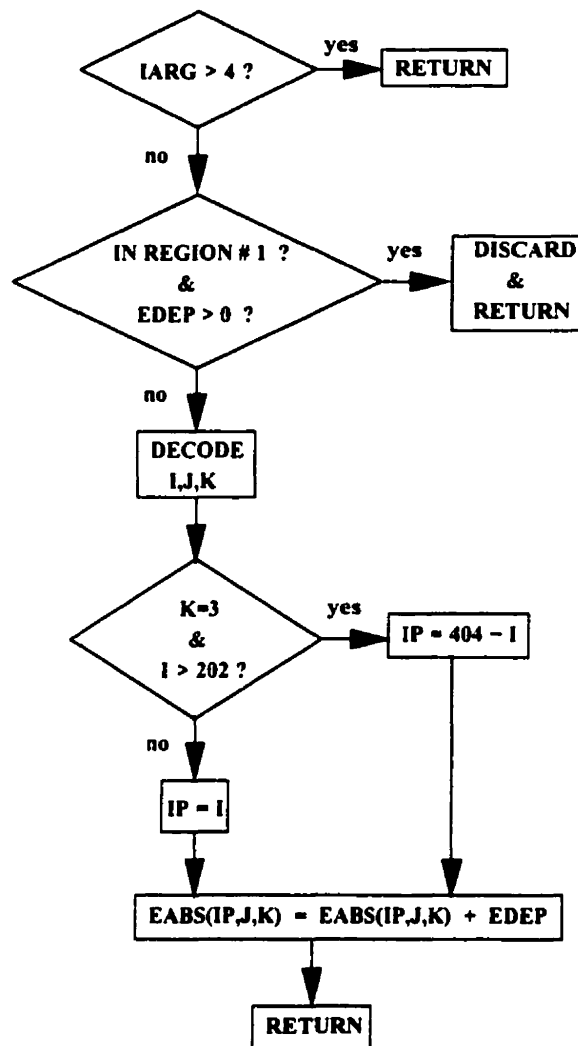 IARG > 4 ?
yes
RETURN
no
IN REGION # 1 ?
&
EDEP > 0 ?
yes
DISCARD
&
RETURN
no
DECODE
I,J,K
K=3
&
I > 202 ?
yes
IP = 404 − I
no
IP = I
EABS(IP,J,K) = EABS(IP,J,K) + EDEP
RETURN